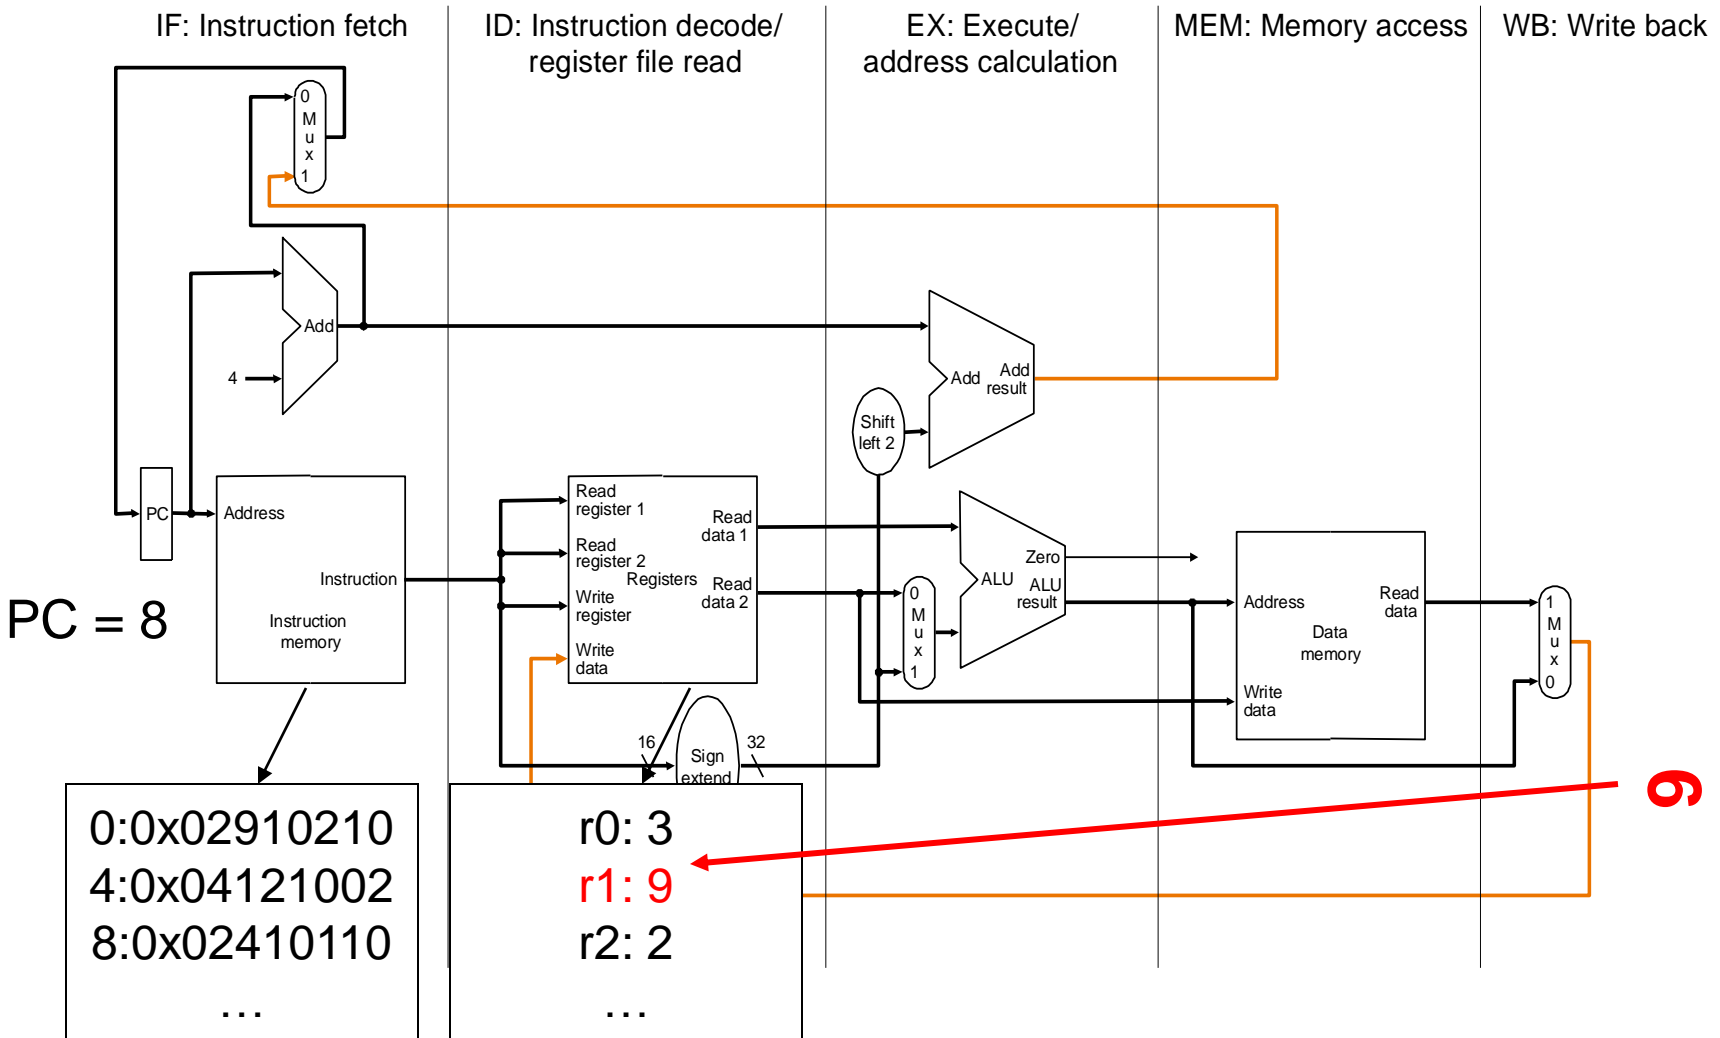 IF: Instruction fetch
ID: Instruction decode/
register file read
EX: Execute/
address calculation
MEM: Memory access
WB: Write back
0
M
u
x
1
Add
4
Add
Add
result
Shift
left 2
PC
Address
Instruction
Instruction
memory
Read
register 1
Read
register 2
Write
register
Write
data
Registers
Read
data 1
Read
data 2
0
M
u
x
1
Zero
ALU
ALU
result
Address
Write
data
Data
memory
Read
data
1
M
u
x
0
16
Sign
extend
32
PC = 8
0:0x02910210
4:0x04121002
8:0x02410110
...
r0: 3
r1: 9
r2: 2
...
9